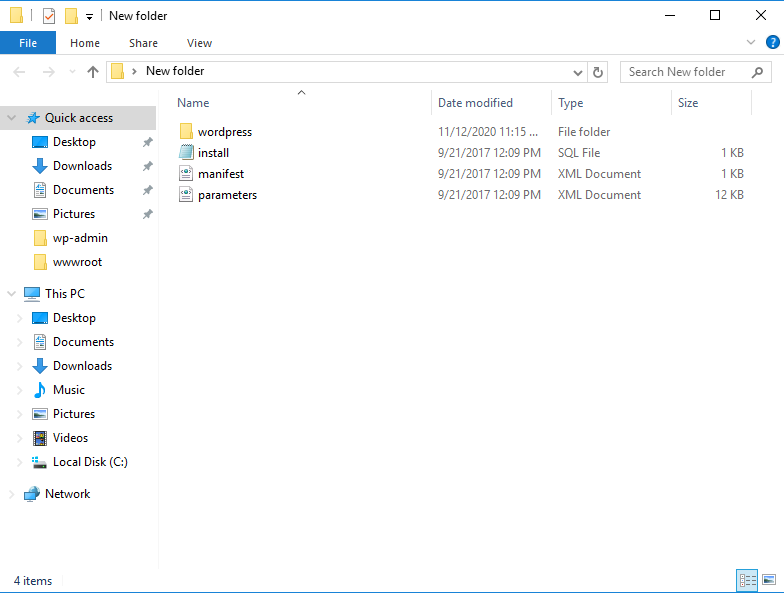 New folder
File Home Share View
New folder
Search New folder
Name Date modified Type Size
wordpress 11/12/2020 11:15 ... File folder
install 9/21/2017 12:09 PM SQL File 1 KB
manifest 9/21/2017 12:09 PM XML Document 1 KB
parameters 9/21/2017 12:09 PM XML Document 12 KB
Quick access
Desktop
Downloads
Documents
Pictures
wp-admin
wwwroot
This PC
Desktop
Documents
Downloads
Music
Pictures
Videos
Local Disk (C:)
Network
4 items